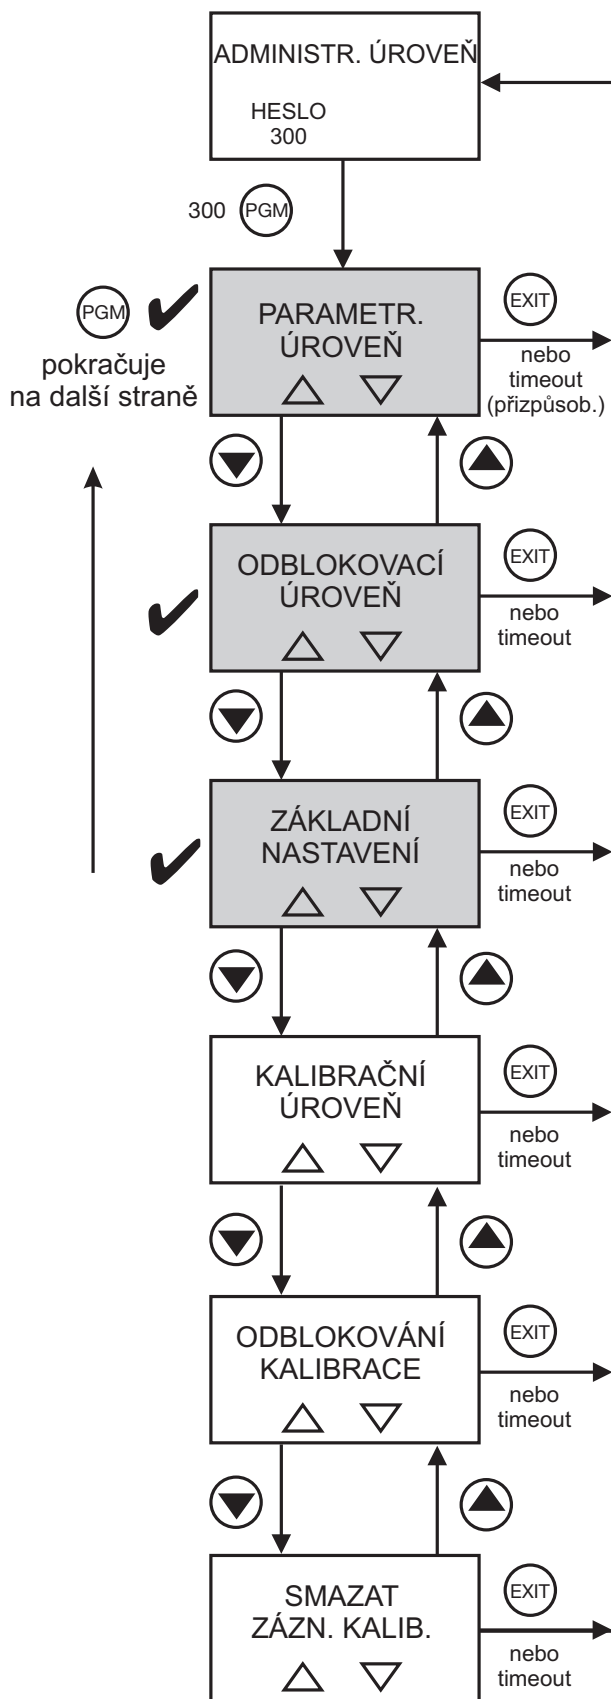 ADMINISTR. ÚROVEŇ
HESLO
300
300 PGM
PGM
pokračuje
na další straně
PARAMETR.
ÚROVEŇ
EXIT
nebo
timeout
(přizpůsob.)
ODBLOKOVACÍ
ÚROVEŇ
EXIT
nebo
timeout
ZÁKLADNÍ
NASTAVENÍ
EXIT
nebo
timeout
KALIBRAČNÍ
ÚROVEŇ
EXIT
nebo
timeout
ODBLOKOVÁNÍ
KALIBRACE
EXIT
nebo
timeout
SMAZAT
ZÁZN. KALIB.
EXIT
nebo
timeout